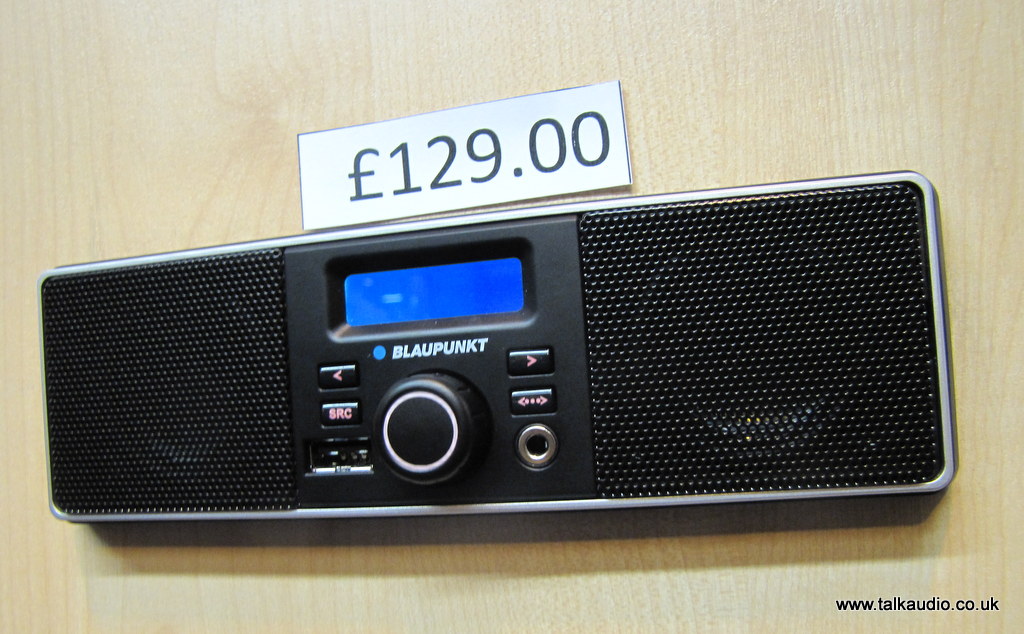 £129.00
BLAUPUNKT
< >
SRC <•••>
www.talkaudio.co.uk